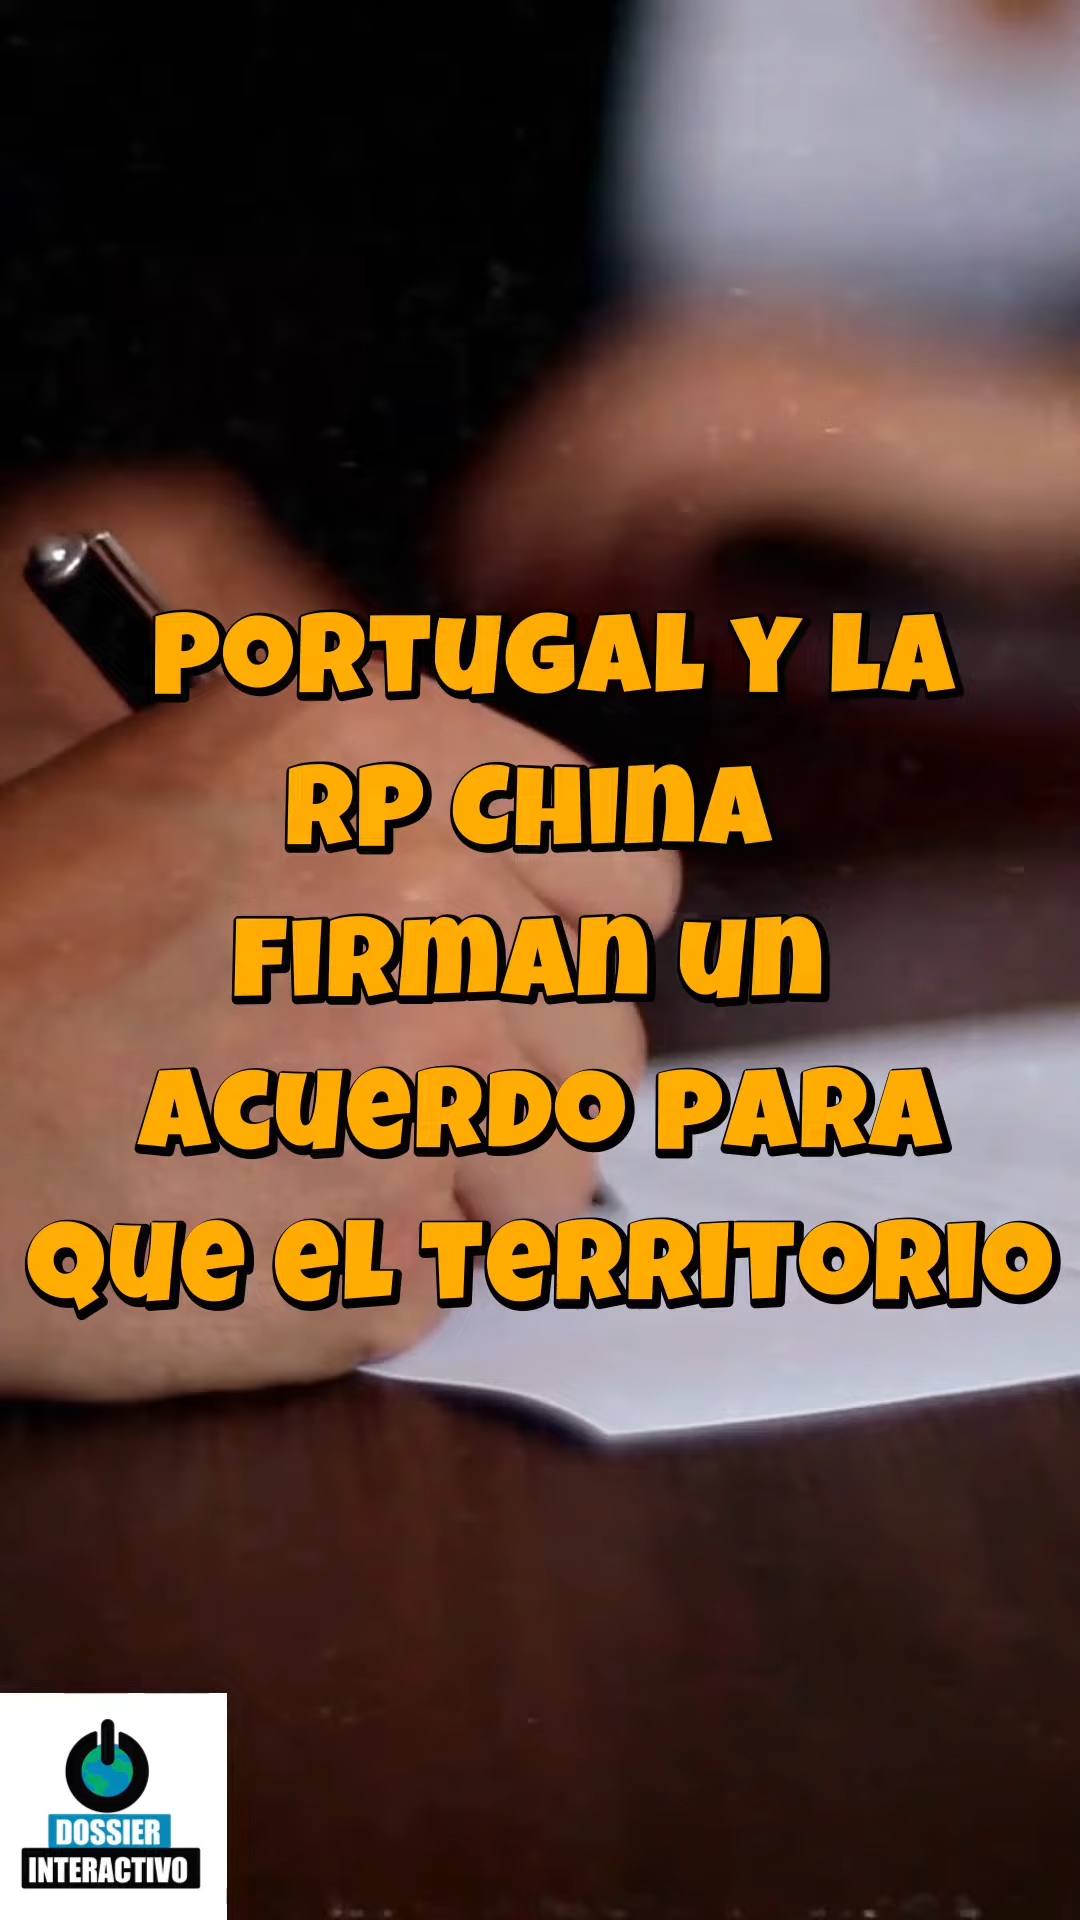 PORTUGAL Y LA
RP CHINA
FIRMAN UN
ACUERDO PARA
QUE EL TERRITORIO
DOSSIER
INTERACTIVO